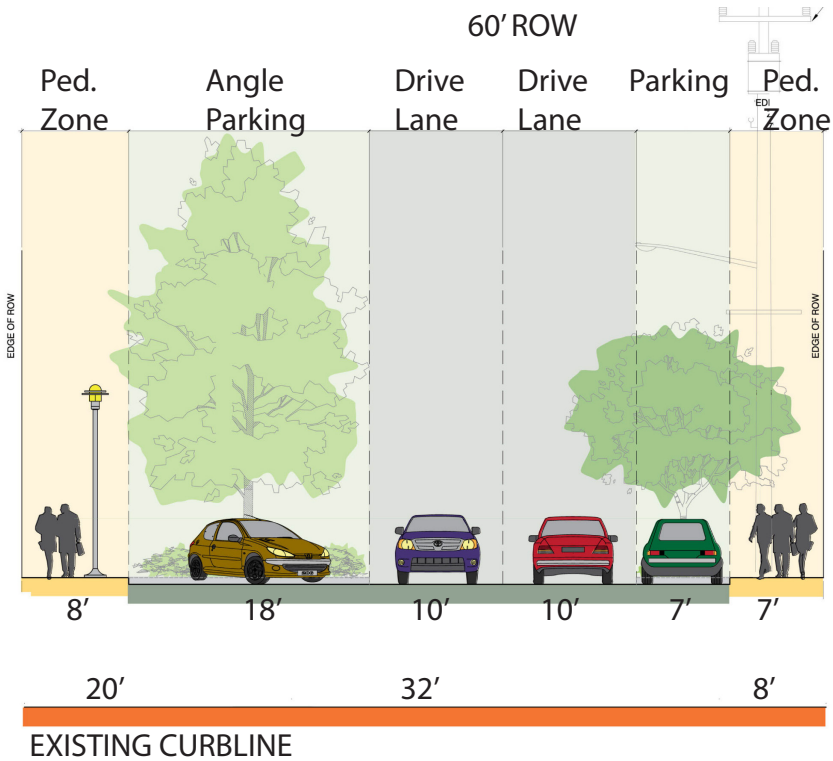 60' ROW
Ped. Zone
Angle Parking
Drive Lane
Drive Lane
Parking
Ped. Zone
EDI
EDGE OF ROW
EDGE OF ROW
8'
18'
10'
10'
7'
7'
20'
32'
8'
EXISTING CURBLINE